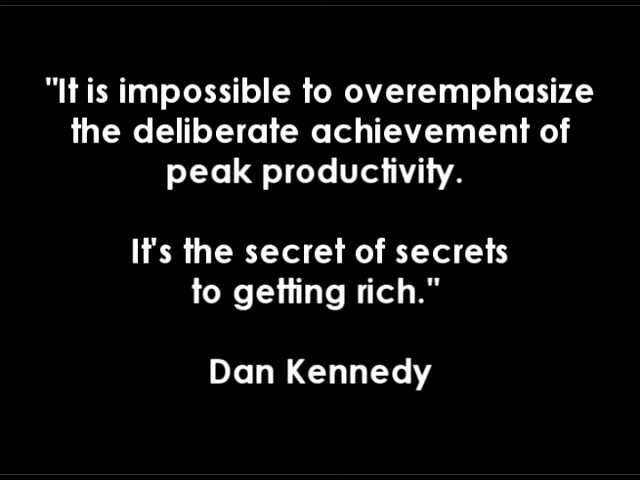 "It is impossible to overemphasize
the deliberate achievement of
peak productivity.
It's the secret of secrets
to getting rich."
Dan Kennedy